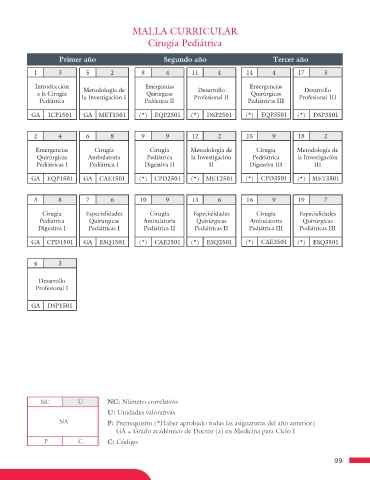 MALLA CURRICULAR
Cirugía Pediátrica
Primer año Segundo año Tercer año
1 3 5 2 8 4 11 4 14 4 17 3
Introducción a la Cirugía Pediátrica
Metodología de la Investigación I
Emergencias Quirúrgicas Pediátricas II
Desarrollo Profesional II
Emergencias Quirúrgicas Pediátricas III
Desarrollo Profesional III
GA ICP1501 GA MET1501 (*) EQP2501 (*) DSP2501 (*) EQP3501 (*) DSP3501
2 4 6 8 9 9 12 2 15 9 18 2
Emergencias Quirúrgicas Pediátricas I
Cirugía Ambulatoria Pediátrica I
Cirugía Pediátrica Digestiva II
Metodología de la Investigación II
Cirugía Pediátrica Digestiva III
Metodología de la Investigación III
GA EQP1501 GA CAE1501 (*) CPD2501 (*) MET2501 (*) CPD3501 (*) MET3501
3 8 7 6 10 9 13 6 16 9 19 7
Cirugía Pediátrica Digestiva I
Especialidades Quirúrgicas Pediátricas I
Cirugía Ambulatoria Pediátrica II
Especialidades Quirúrgicas Pediátricas II
Cirugía Ambulatoria Pediátrica III
Especialidades Quirúrgicas Pediátricas III
GA CPD1501 GA ESQ1501 (*) CAE2501 (*) ESQ2501 (*) CAE3501 (*) ESQ3501
4 3
Desarrollo
Profesional I
GA DSP1501
NC U NC: Número correlativo
U: Unidades valorativas
NA P: Prerrequisito (*Haber aprobado todas las asignaturas del año anterior)
GA = Grado académico de Doctor (a) en Medicina para Ciclo I
P C C: Código
99